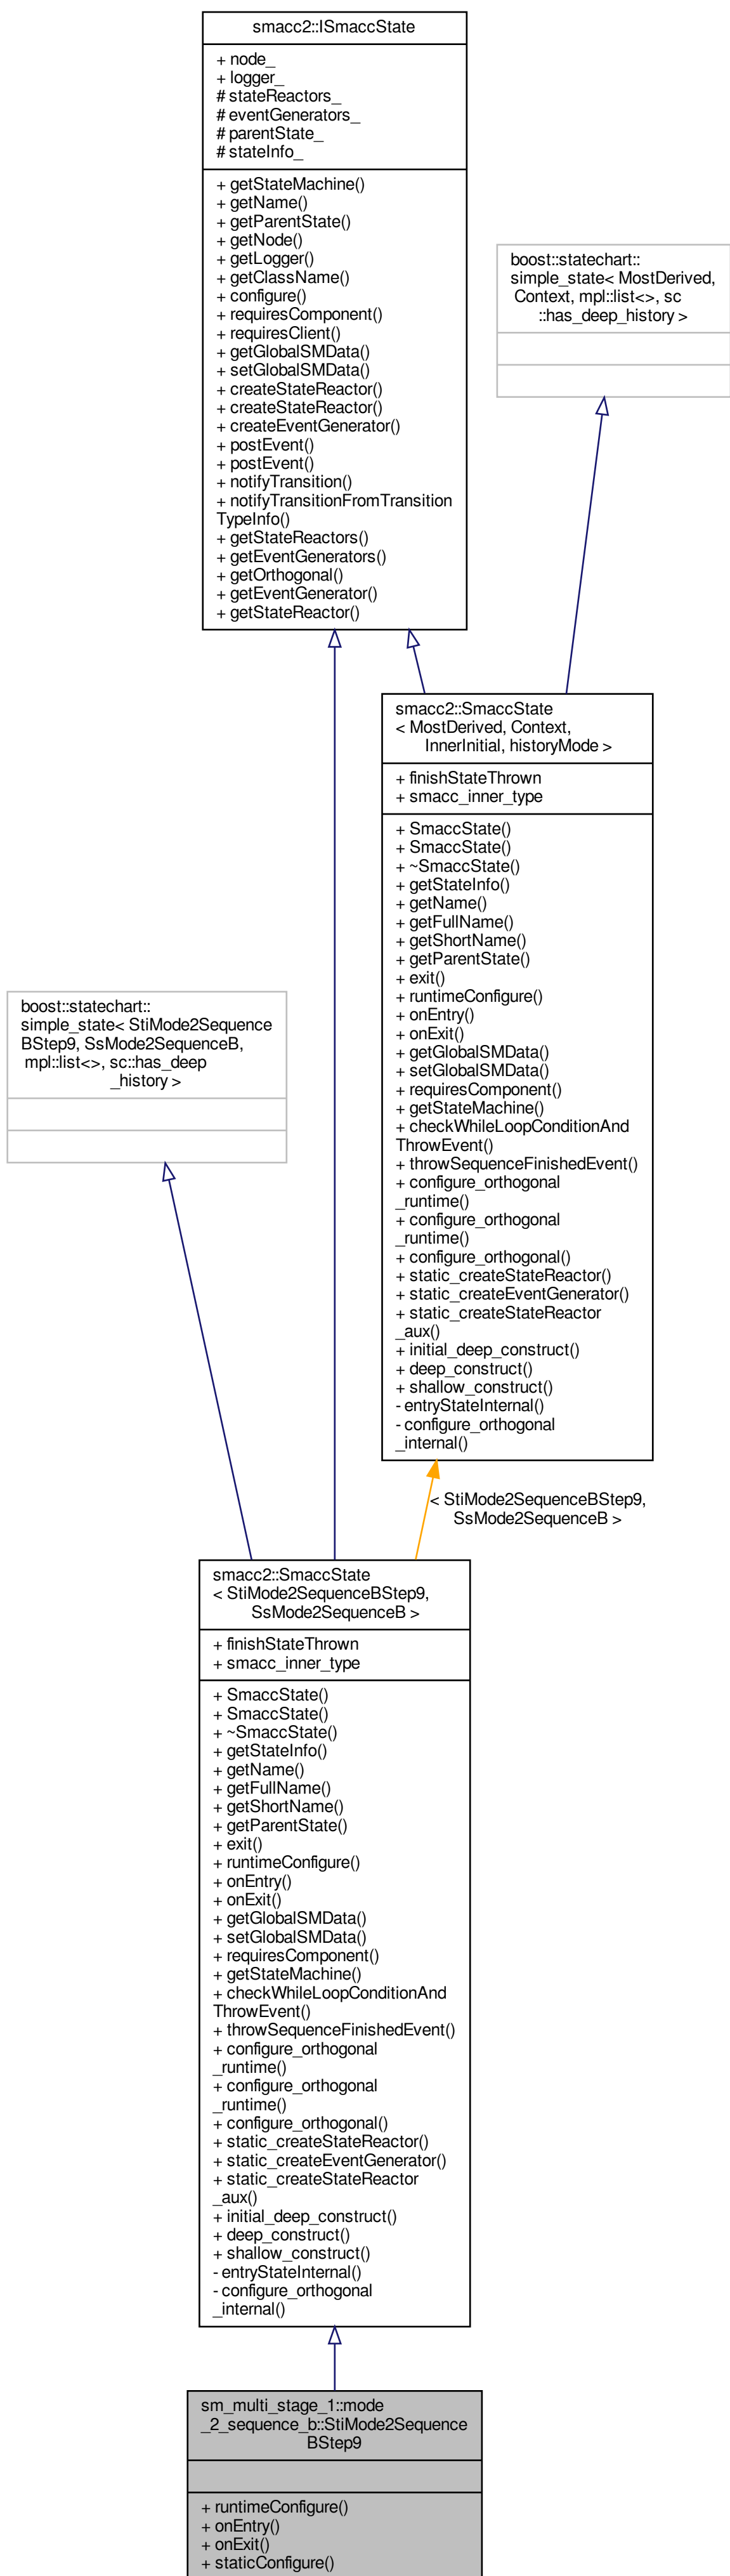 smacc2::ISmaccState
+ node_
+ logger_
# stateReactors_
# eventGenerators_
# parentState_
# stateInfo_
+ getStateMachine()
+ getName()
+ getParentState()
+ getNode()
+ getLogger()
+ getClassName()
+ configure()
+ requiresComponent()
+ requiresClient()
+ getGlobalSMData()
+ setGlobalSMData()
+ createStateReactor()
+ createStateReactor()
+ createEventGenerator()
+ postEvent()
+ postEvent()
+ notifyTransition()
+ notifyTransitionFromTransition
TypeInfo()
+ getStateReactors()
+ getEventGenerators()
+ getOrthogonal()
+ getEventGenerator()
+ getStateReactor()
boost::statechart::
simple_state< MostDerived,
Context, mpl::list<>, sc
::has_deep_history >
smacc2::SmaccState
< MostDerived, Context,
InnerInitial, historyMode >
+ finishStateThrown
+ smacc_inner_type
+ SmaccState()
+ SmaccState()
+ ~SmaccState()
+ getStateInfo()
+ getName()
+ getFullName()
+ getShortName()
+ getParentState()
+ exit()
+ runtimeConfigure()
+ onEntry()
+ onExit()
+ getGlobalSMData()
+ setGlobalSMData()
+ requiresComponent()
+ getStateMachine()
+ checkWhileLoopConditionAnd
ThrowEvent()
+ throwSequenceFinishedEvent()
+ configure_orthogonal
_runtime()
+ configure_orthogonal
_runtime()
+ configure_orthogonal()
+ static_createStateReactor()
+ static_createEventGenerator()
+ static_createStateReactor
_aux()
+ initial_deep_construct()
+ deep_construct()
+ shallow_construct()
- entryStateInternal()
- configure_orthogonal
_internal()
boost::statechart::
simple_state< StiMode2Sequence
BStep9, SsMode2SequenceB,
mpl::list<>, sc::has_deep
_history >
< StiMode2SequenceBStep9,
SsMode2SequenceB >
smacc2::SmaccState
< StiMode2SequenceBStep9,
SsMode2SequenceB >
+ finishStateThrown
+ smacc_inner_type
+ SmaccState()
+ SmaccState()
+ ~SmaccState()
+ getStateInfo()
+ getName()
+ getFullName()
+ getShortName()
+ getParentState()
+ exit()
+ runtimeConfigure()
+ onEntry()
+ onExit()
+ getGlobalSMData()
+ setGlobalSMData()
+ requiresComponent()
+ getStateMachine()
+ checkWhileLoopConditionAnd
ThrowEvent()
+ throwSequenceFinishedEvent()
+ configure_orthogonal
_runtime()
+ configure_orthogonal
_runtime()
+ configure_orthogonal()
+ static_createStateReactor()
+ static_createEventGenerator()
+ static_createStateReactor
_aux()
+ initial_deep_construct()
+ deep_construct()
+ shallow_construct()
- entryStateInternal()
- configure_orthogonal
_internal()
sm_multi_stage_1::mode
_2_sequence_b::StiMode2Sequence
BStep9
+ runtimeConfigure()
+ onEntry()
+ onExit()
+ staticConfigure()